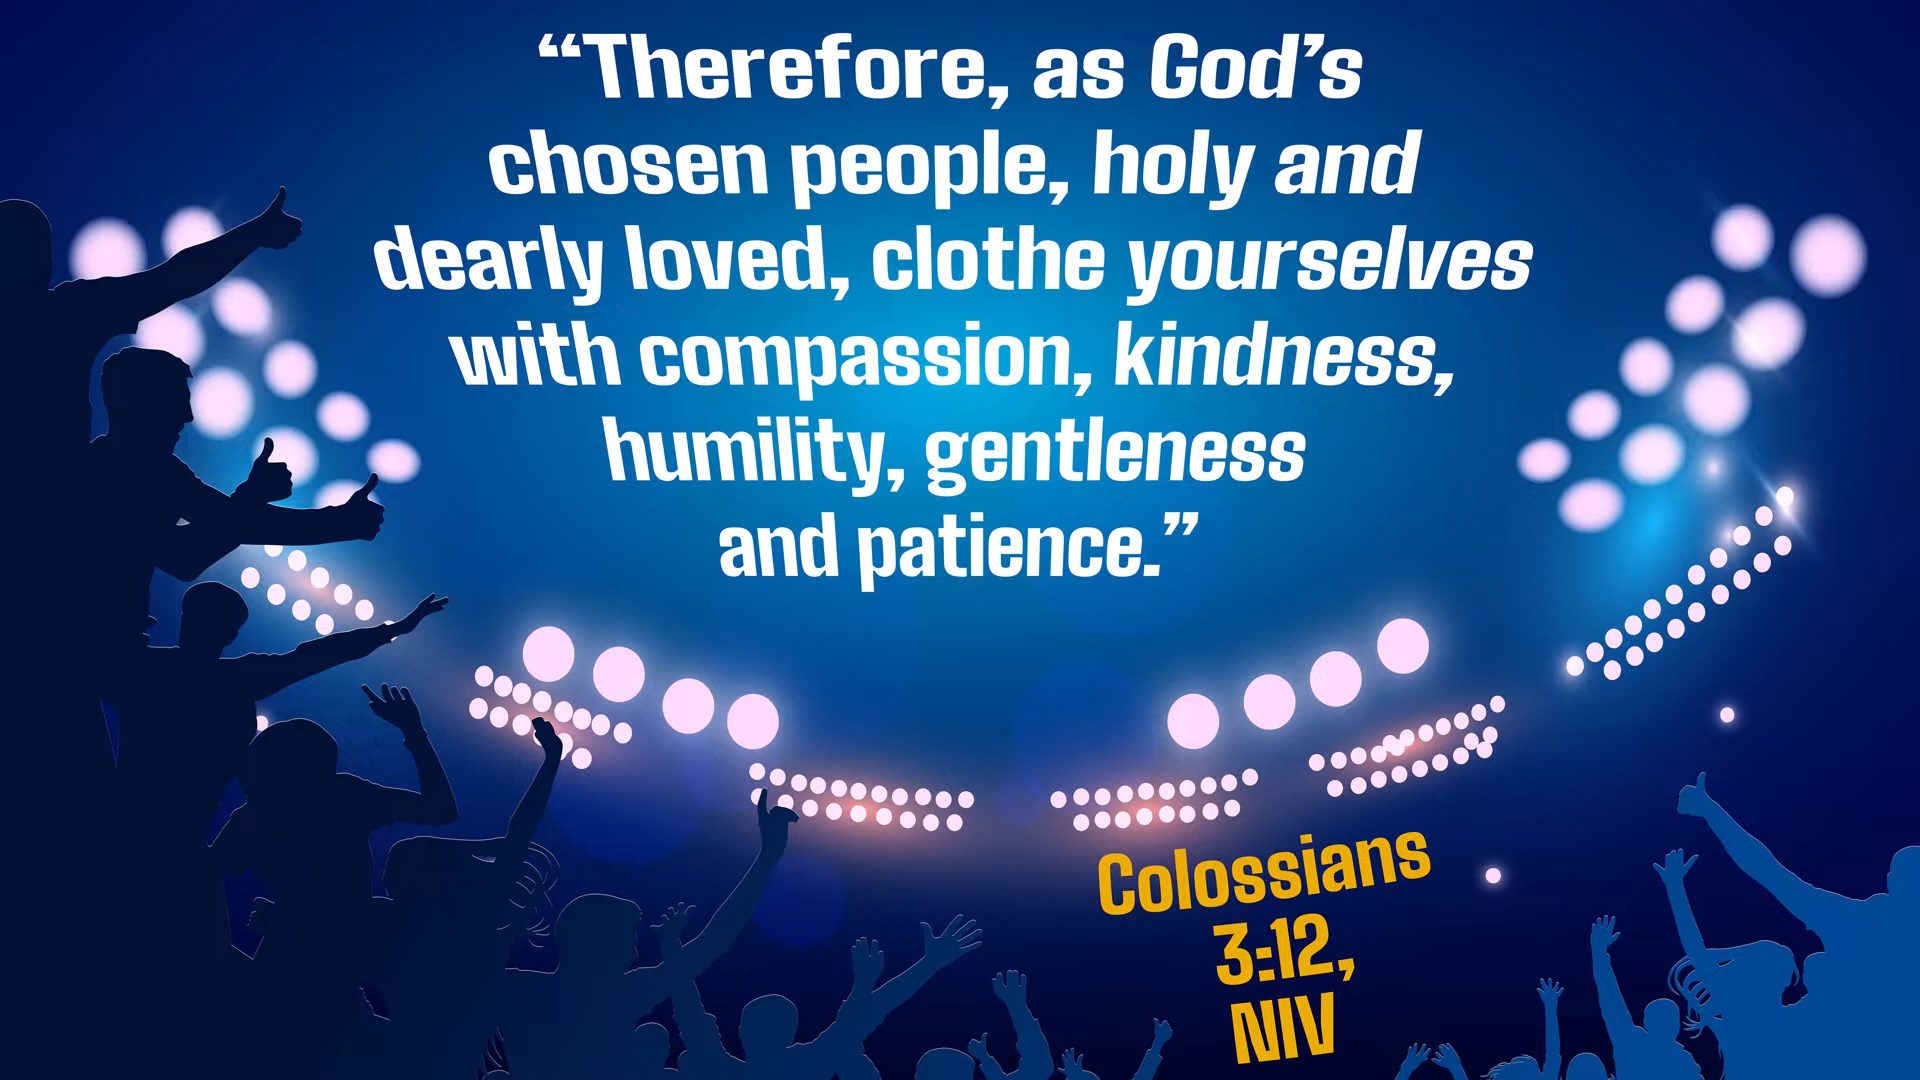 “Therefore, as God’s
chosen people, holy and
dearly loved, clothe yourselves
with compassion, kindness,
humility, gentleness
and patience.”
Colossians
3:12,
NIV